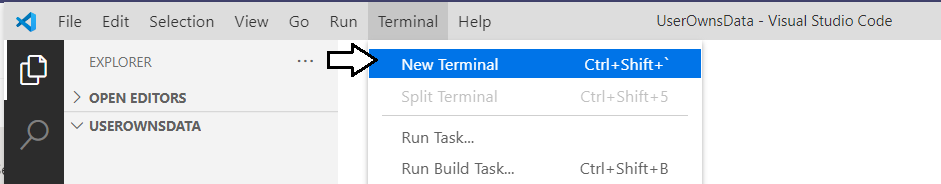 File Edit Selection View Go Run Terminal Help UserOwnsData - Visual Studio Code
EXPLORER ...
OPEN EDITORS
USEROWNSDATA
New Terminal Ctrl+Shift+`
Split Terminal Ctrl+Shift+5
Run Task...
Run Build Task... Ctrl+Shift+B